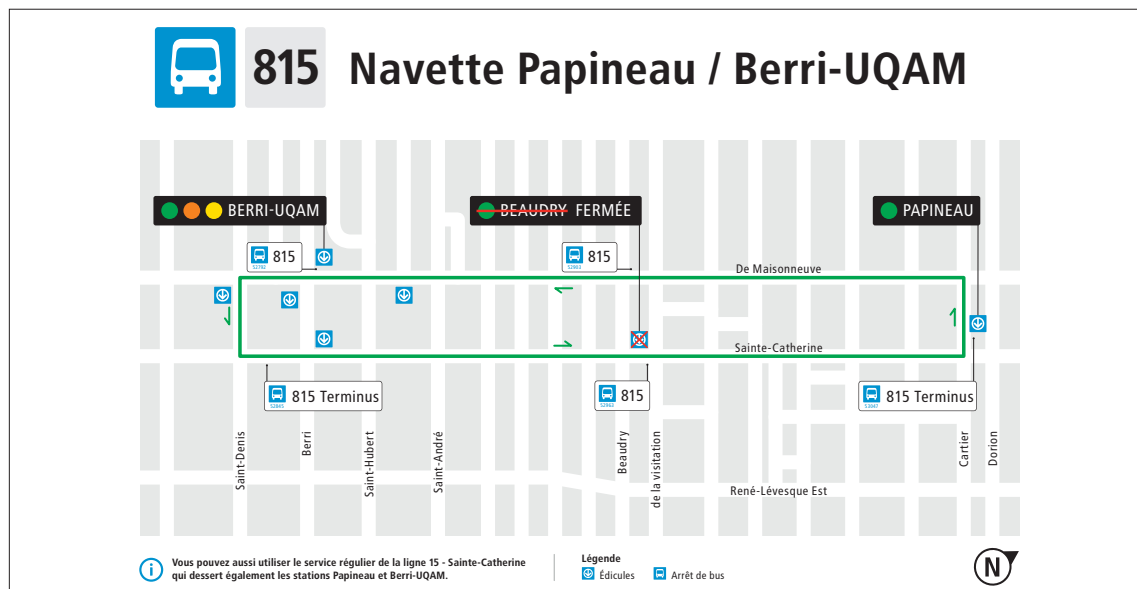 815 Navette Papineau / Berri-UQAM
BERRI-UQAM
BEAUDRY FERMÉE
PAPINEAU
815
815
De Maisonneuve
Sainte-Catherine
815 Terminus
815
815 Terminus
Saint-Denis
Berri
Saint-Hubert
Saint-André
Beaudry
de la visitation
Cartier
Dorion
René-Lévesque Est
Vous pouvez aussi utiliser le service régulier de la ligne 15 - Sainte-Catherine
qui dessert également les stations Papineau et Berri-UQAM.
Légende
Édicules
Arrêt de bus
N